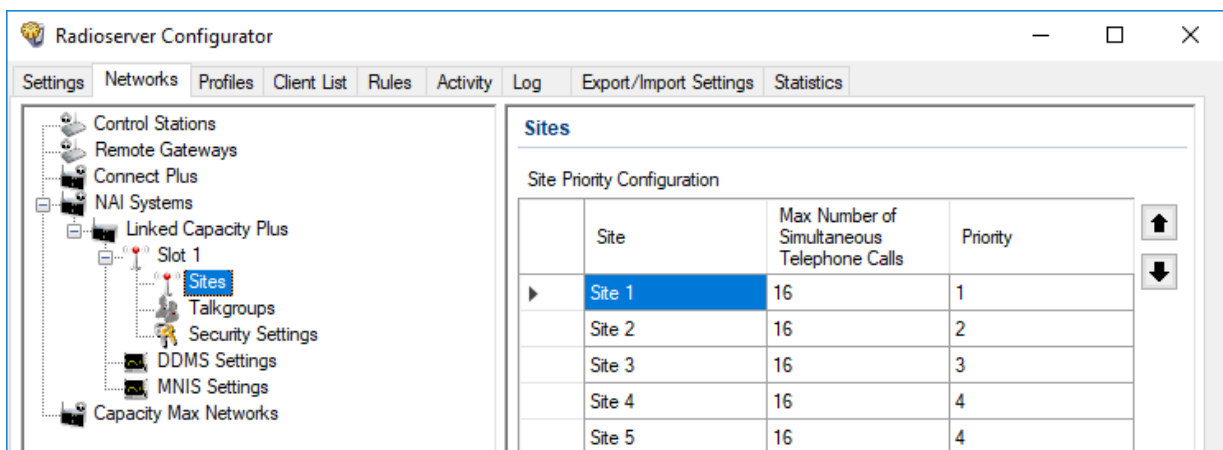 Radioserver Configurator
Settings Networks Profiles Client List Rules Activity Log Export/Import Settings Statistics
Control Stations
Remote Gateways
Connect Plus
NAI Systems
Linked Capacity Plus
Slot 1
Sites
Talkgroups
Security Settings
DDMS Settings
MNIS Settings
Capacity Max Networks
Sites
Site Priority Configuration
Site
Max Number of
Simultaneous
Telephone Calls
Priority
Site 1 16 1
Site 2 16 2
Site 3 16 3
Site 4 16 4
Site 5 16 4